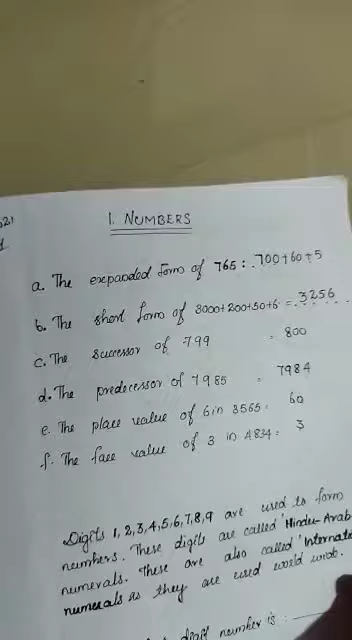 1. NUMBERS
a. The expanded form of 765 : 700+60+5
b. The short form of 3000+200+50+6 = 3256
c. The successor of 799 = 800
d. The predecessor of 7985 = 7984
e. The place value of 6 in 3565 = 60
f. The face value of 3 in 4834 = 3
Digits 1,2,3,4,5,6,7,8,9 are used to form
numbers. These digits are called 'Hindu-Arab
numerals. These are also called 'Internati
numerals as they are used world wide.
digit number is :